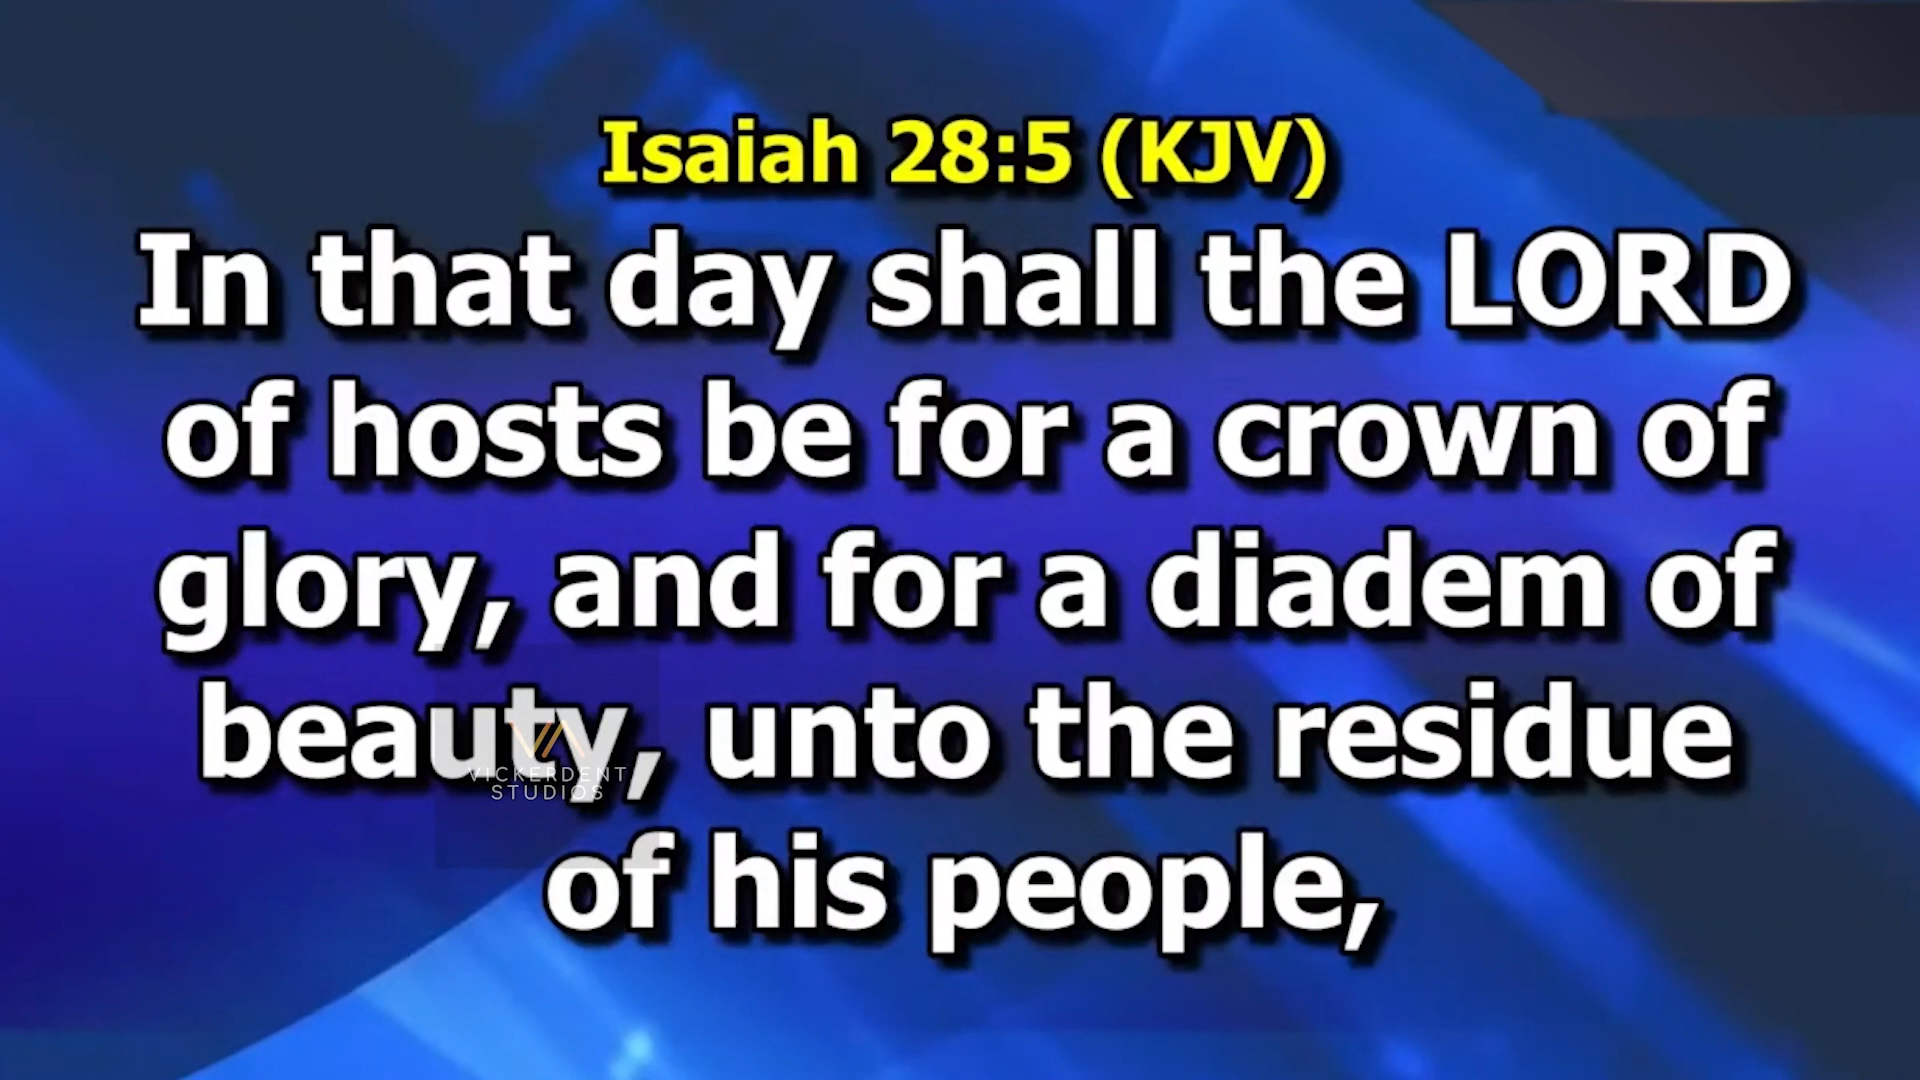 Isaiah 28:5 (KJV)
In that day shall the LORD
of hosts be for a crown of
glory, and for a diadem of
beauty, unto the residue
VICKERDENT
STUDIOS
of his people,